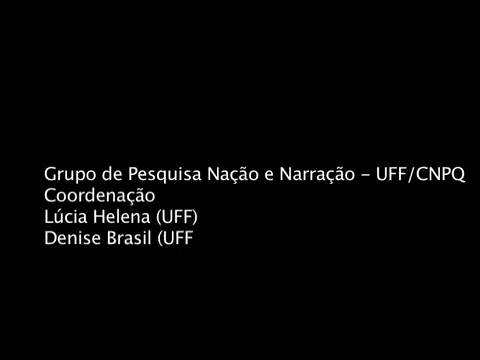 Grupo de Pesquisa Nação e Narração - UFF/CNPQ
Coordenação
Lúcia Helena (UFF)
Denise Brasil (UFF